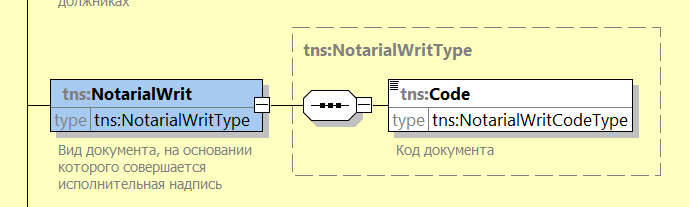 должниках
tns:NotarialWritType
tns:NotarialWrit
type tns:NotarialWritType
tns:Code
type tns:NotarialWritCodeType
Вид документа, на основании
которого совершается
исполнительная надпись
Код документа